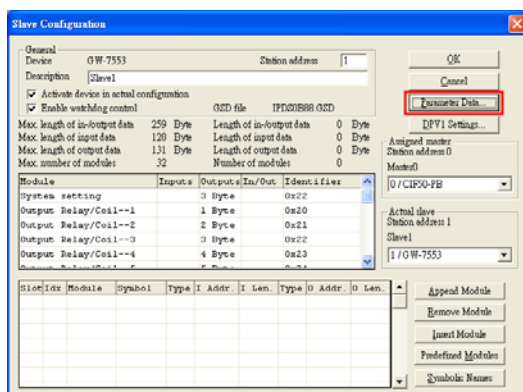 Slave Configuration
General
Device GW-7553 Station address 1
Description Slave1
Activate device in actual configuration
Enable watchdog control GSD file IPDS0B88.GSD
Max. length of in-/output data 259 Byte Length of in-/output data 0 Byte
Max. length of input data 128 Byte Length of input data 0 Byte
Max. length of output data 131 Byte Length of output data 0 Byte
Max. number of modules 32 Number of modules 0
Module Inputs Outputs In/Out Identifier
System setting 3 Byte 0x22
Output Relay/Coil--1 1 Byte 0x20
Output Relay/Coil--2 2 Byte 0x21
Output Relay/Coil--3 3 Byte 0x22
Output Relay/Coil--4 4 Byte 0x23
Slot Idx Module Symbol Type I Addr. I Len. Type O Addr. O Len.
OK
Cancel
Parameter Data...
DPV1 Settings...
Assigned master
Station address 0
Master0
0 / CIF50-PB
Actual slave
Station address 1
Slave1
1 / GW-7553
Append Module
Remove Module
Insert Module
Predefined Modules
Symbolic Names